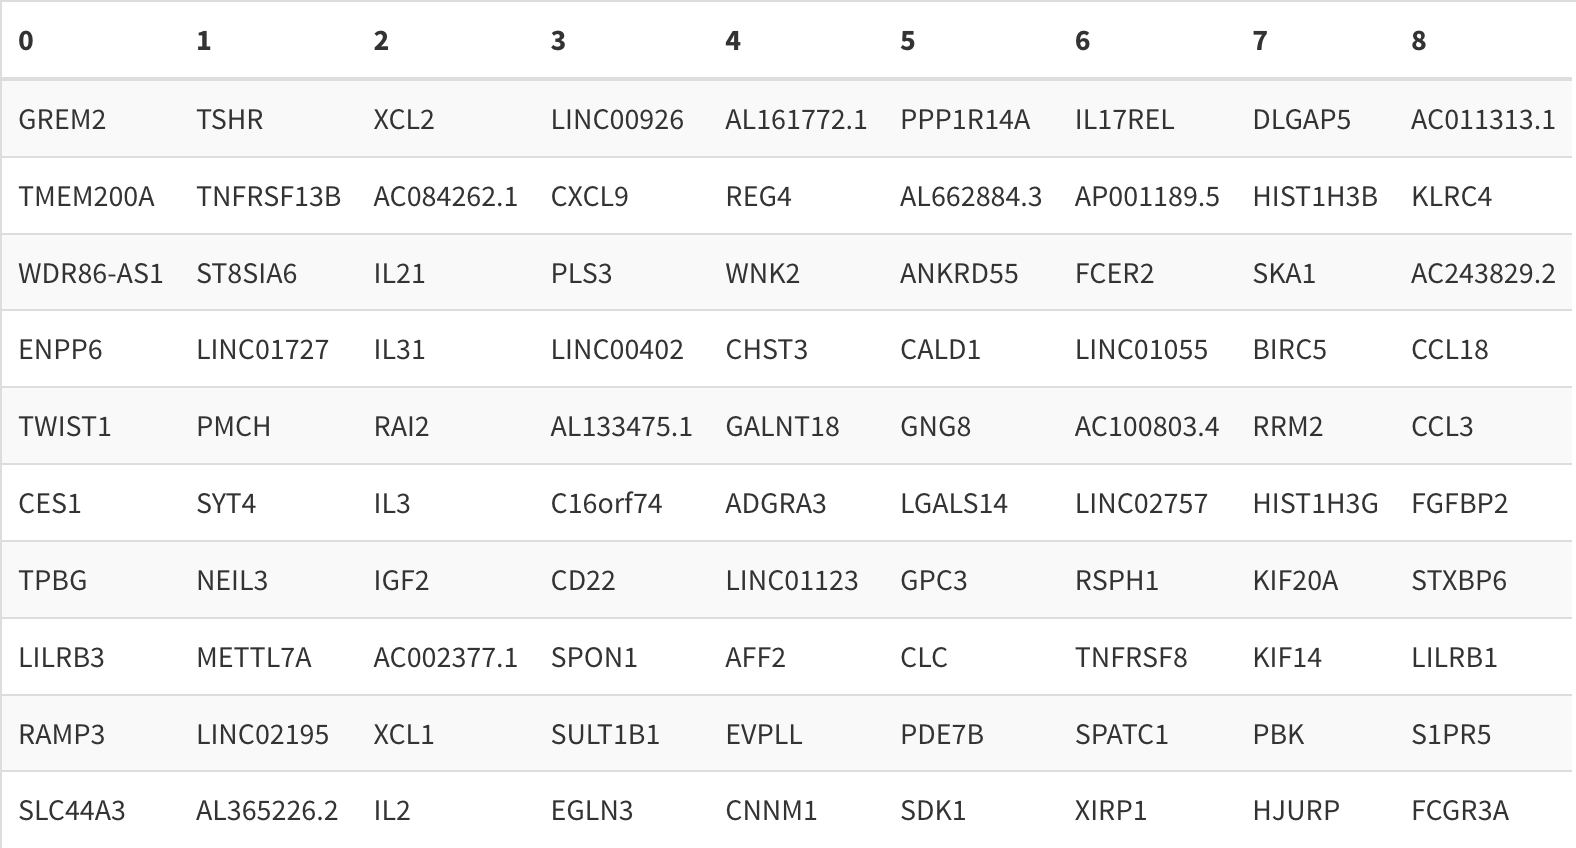 0 1 2 3 4 5 6 7 8
GREM2 TSHR XCL2 LINC00926 AL161772.1 PPP1R14A IL17REL DLGAP5 AC011313.1
TMEM200A TNFRSF13B AC084262.1 CXCL9 REG4 AL662884.3 AP001189.5 HIST1H3B KLRC4
WDR86-AS1 ST8SIA6 IL21 PLS3 WNK2 ANKRD55 FCER2 SKA1 AC243829.2
ENPP6 LINC01727 IL31 LINC00402 CHST3 CALD1 LINC01055 BIRC5 CCL18
TWIST1 PMCH RAI2 AL133475.1 GALNT18 GNG8 AC100803.4 RRM2 CCL3
CES1 SYT4 IL3 C16orf74 ADGRA3 LGALS14 LINC02757 HIST1H3G FGFBP2
TPBG NEIL3 IGF2 CD22 LINC01123 GPC3 RSPH1 KIF20A STXBP6
LILRB3 METTL7A AC002377.1 SPON1 AFF2 CLC TNFRSF8 KIF14 LILRB1
RAMP3 LINC02195 XCL1 SULT1B1 EVPLL PDE7B SPATC1 PBK S1PR5
SLC44A3 AL365226.2 IL2 EGLN3 CNNM1 SDK1 XIRP1 HJURP FCGR3A